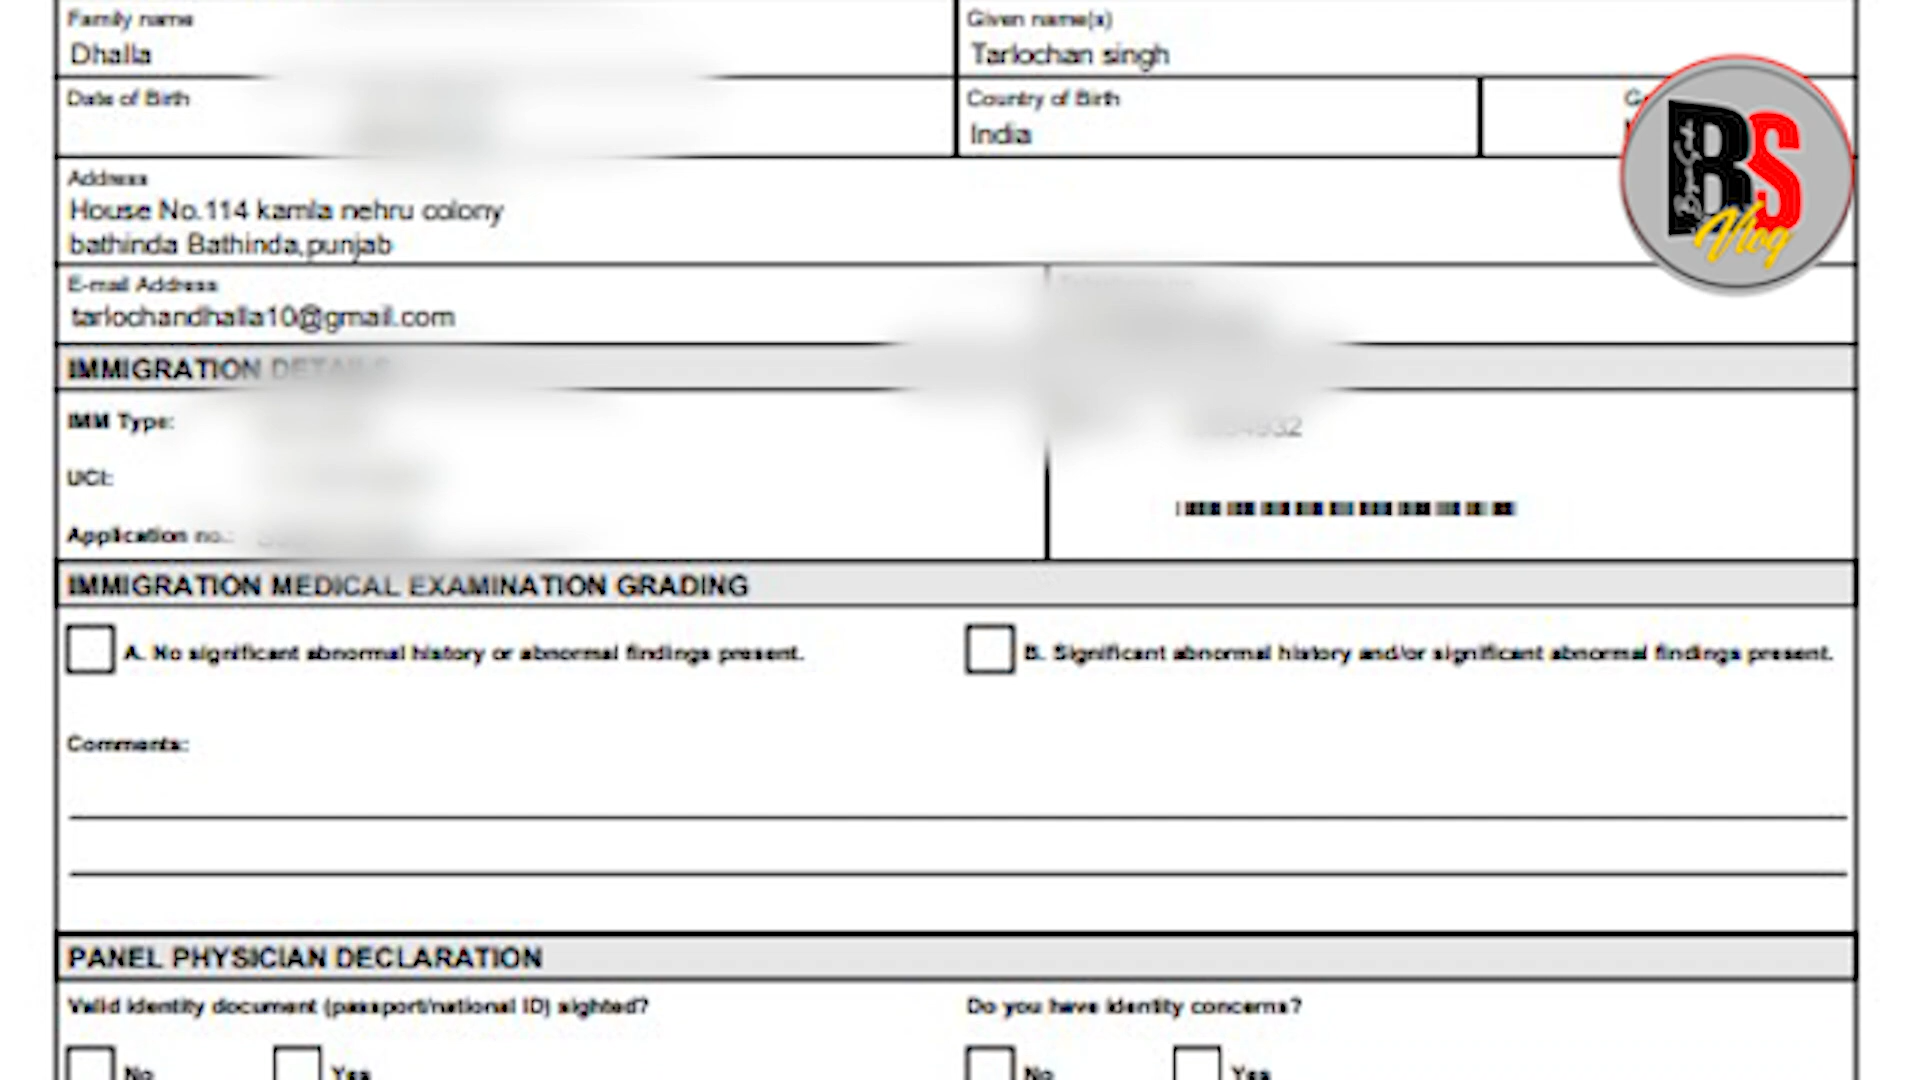 Family name
Given name(s)
Dhalla
Tarlochan singh
Date of Birth
Country of Birth
India
Address
House No.114 kamla nehru colony
bathinda Bathinda,punjab
E-mail Address
tarlochandhalla10@gmail.com
IMMIGRATION DETAILS
IMM Type:
UCI:
Application no.:
IMMIGRATION MEDICAL EXAMINATION GRADING
A. No significant abnormal history or abnormal findings present.
B. Significant abnormal history and/or significant abnormal findings present.
Comments:
PANEL PHYSICIAN DECLARATION
Valid identity document (passport/national ID) sighted?
Do you have identity concerns?
No
Yes
No
Yes
BS
Vlog